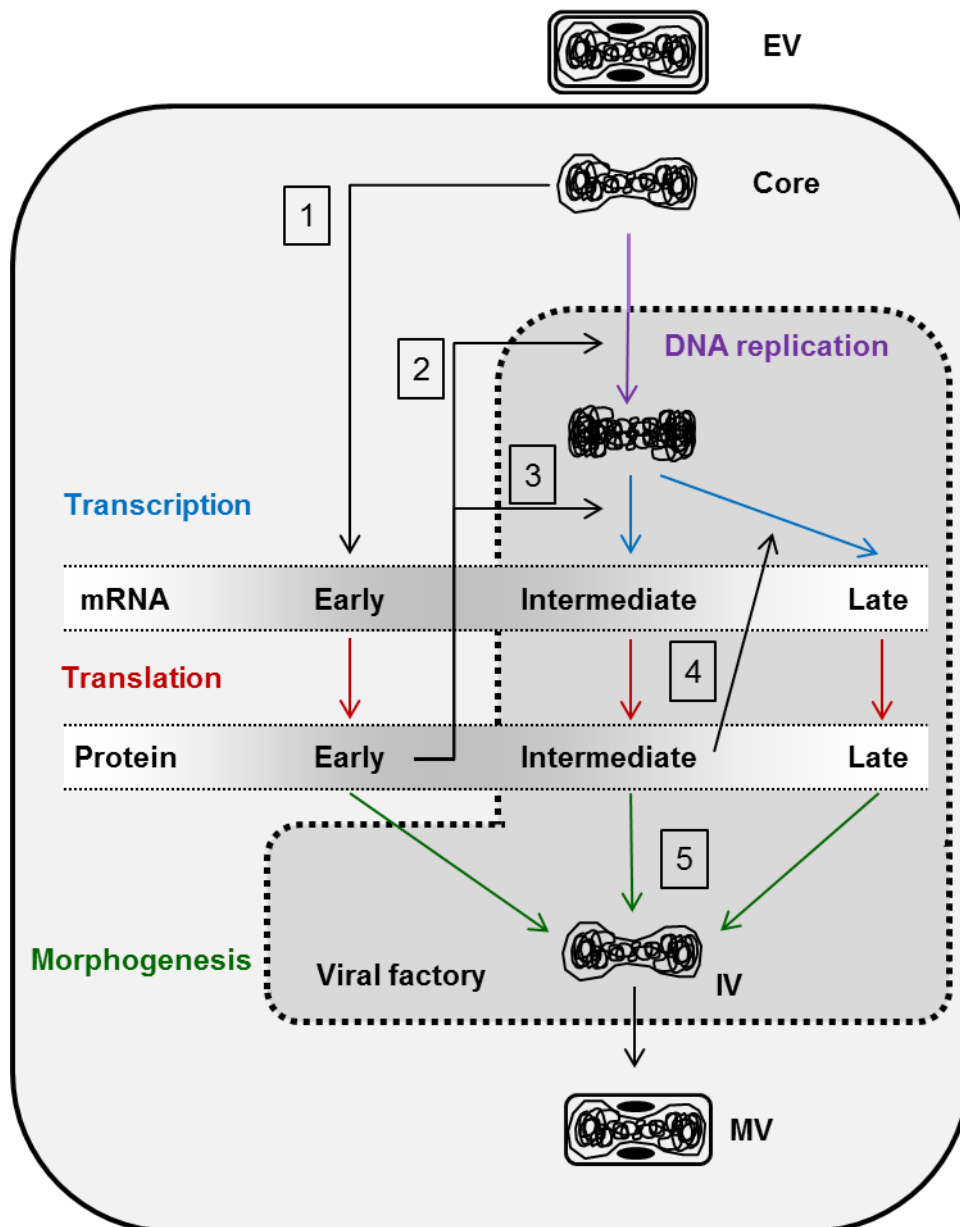 EV
Core
1
DNA replication
2
3
Transcription
mRNA Early Intermediate Late
Translation
4
Protein Early Intermediate Late
5
Morphogenesis
Viral factory
IV
MV